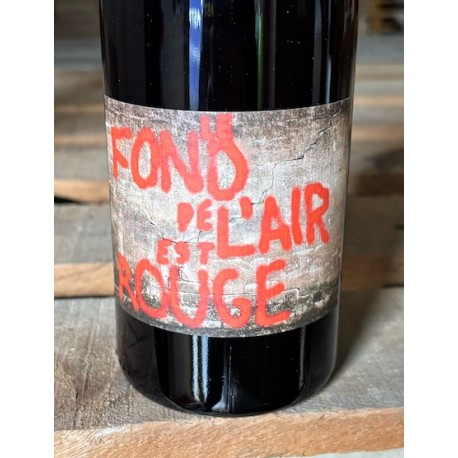 LE
FOND
DE L'AIR
EST
ROUGE